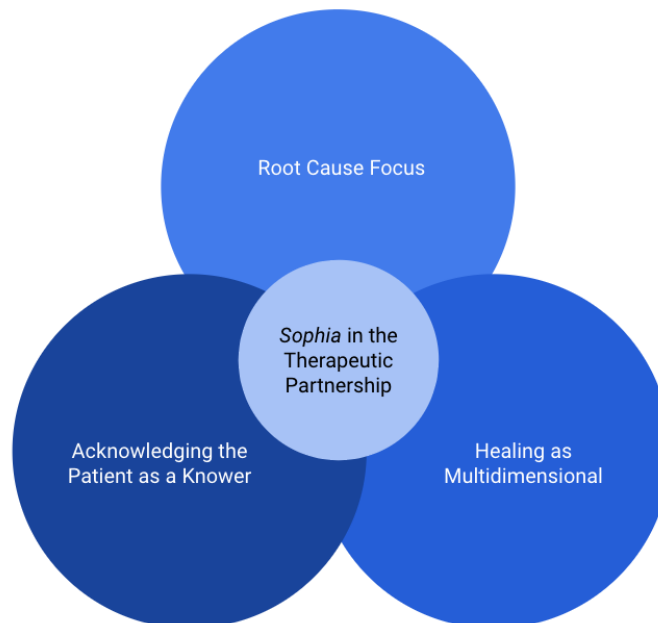 Root Cause Focus
Sophia in the
Therapeutic
Partnership
Acknowledging the
Patient as a Knower
Healing as
Multidimensional